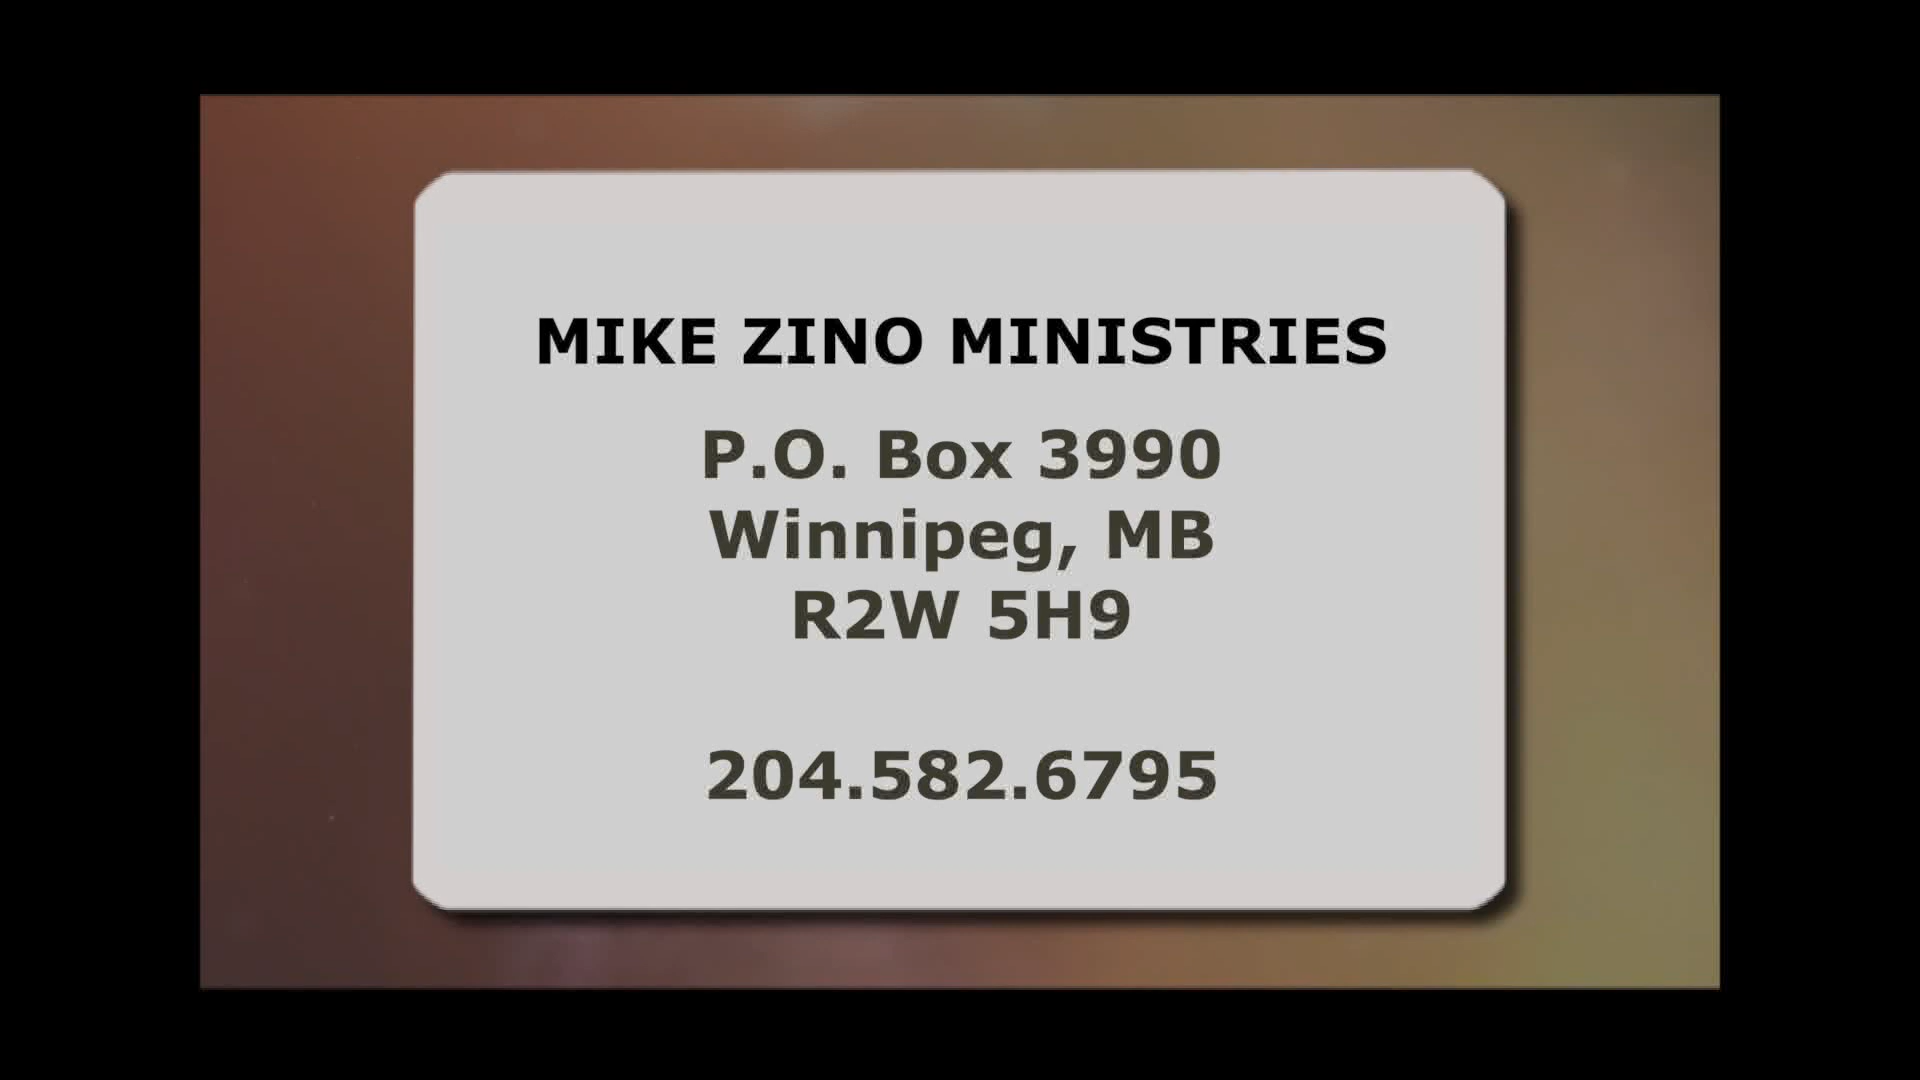 MIKE ZINO MINISTRIES
P.O. Box 3990
Winnipeg, MB
R2W 5H9
204.582.6795